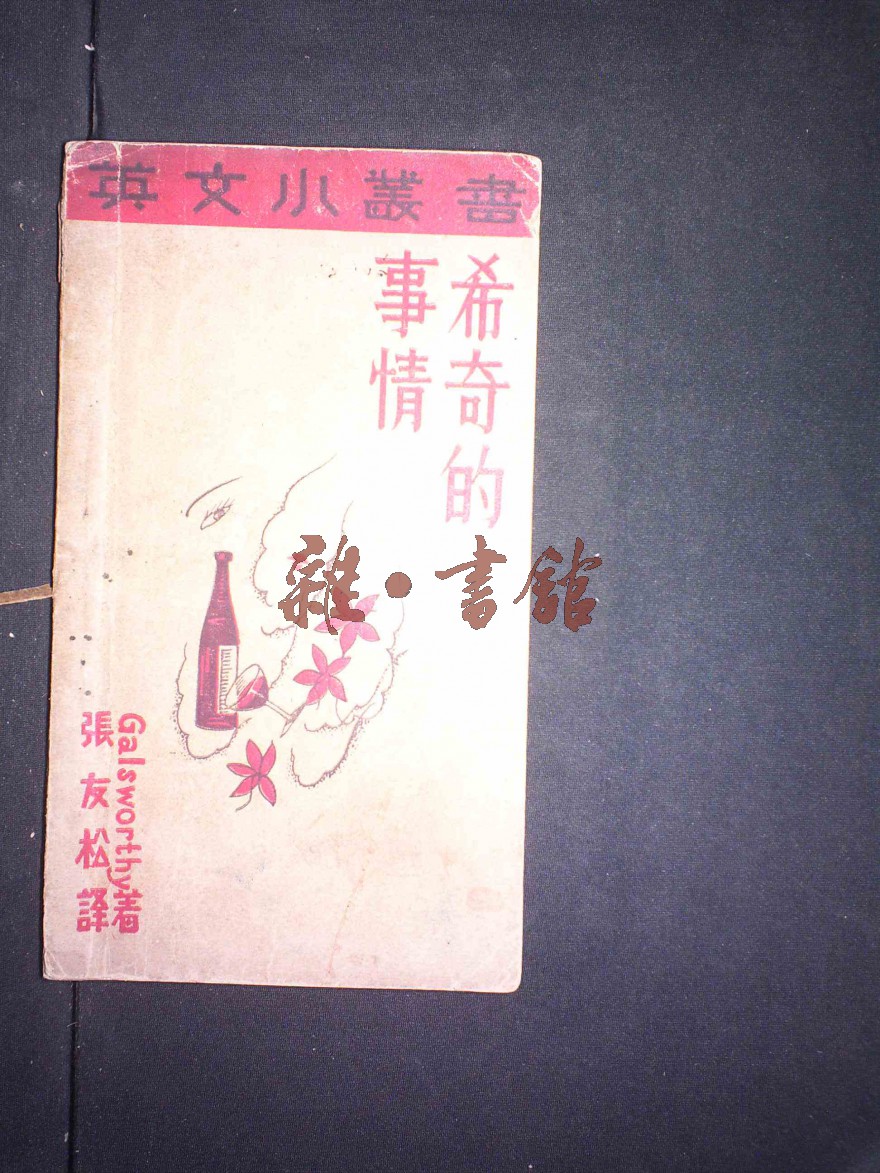 英文小叢書
希奇的
事情
雜·書館
Galsworthy著
張友松譯